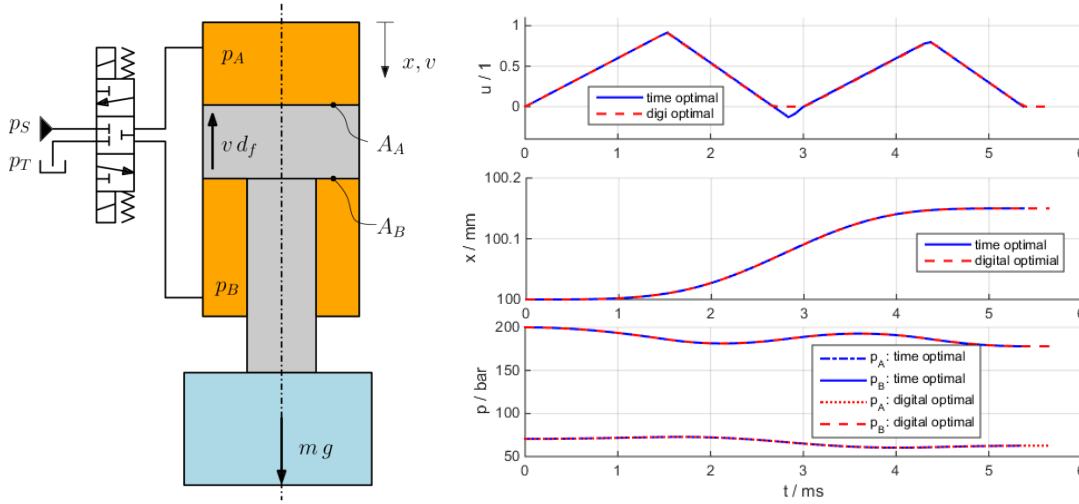 p_A
x, v
p_S
p_T
v d_f
A_A
A_B
p_B
m g
u / 1
1
0.5
0
time optimal
digi optimal
0 1 2 3 4 5
x / mm
100.2
100.1
100
time optimal
digital optimial
0 1 2 3 4 5
p / bar
200
150
100
50
p_A: time optimal
p_B: time optimal
p_A: digital optimal
p_B: digital optimal
0 1 2 3 4 5
t / ms